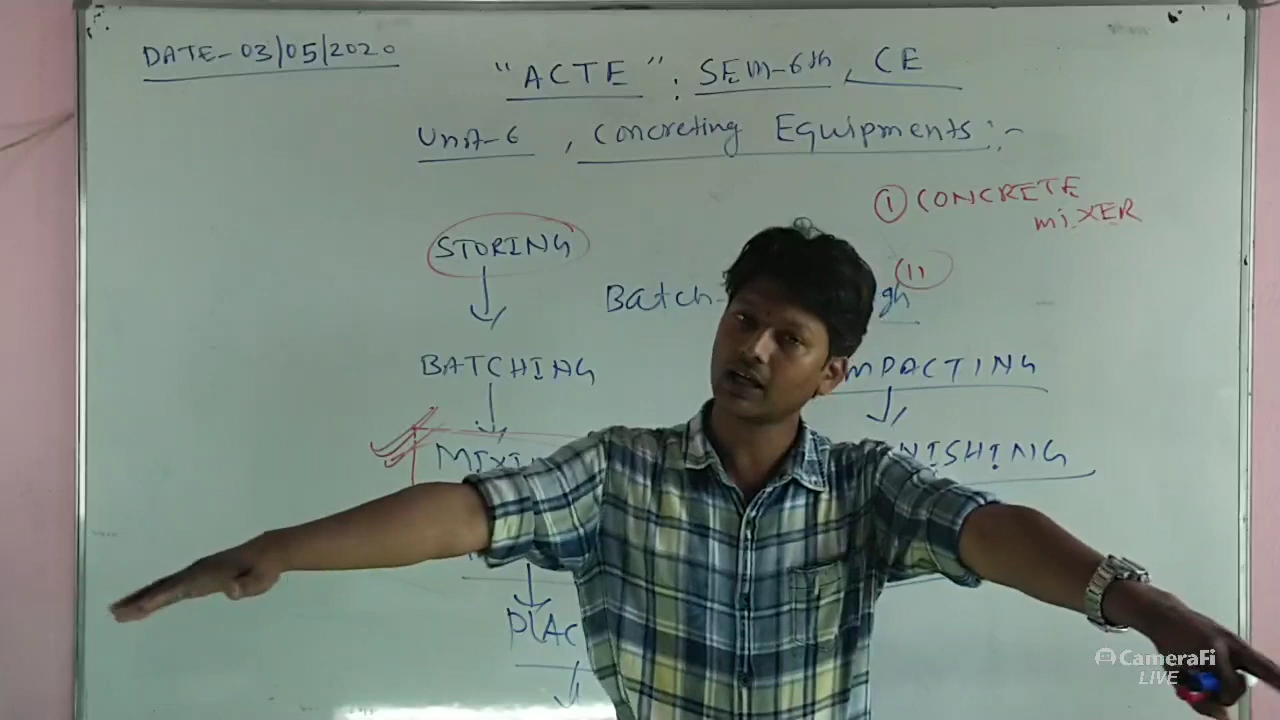 DATE-03/05/2020
"ACTE": SEM-6th, CE
Unit-6, Concreting Equipments:-
① CONCRETE
MiXER
STORING
Batch-
BATCHING
MPACTING
MIXIN
NISHING
PLAC
CameraFi
LIVE